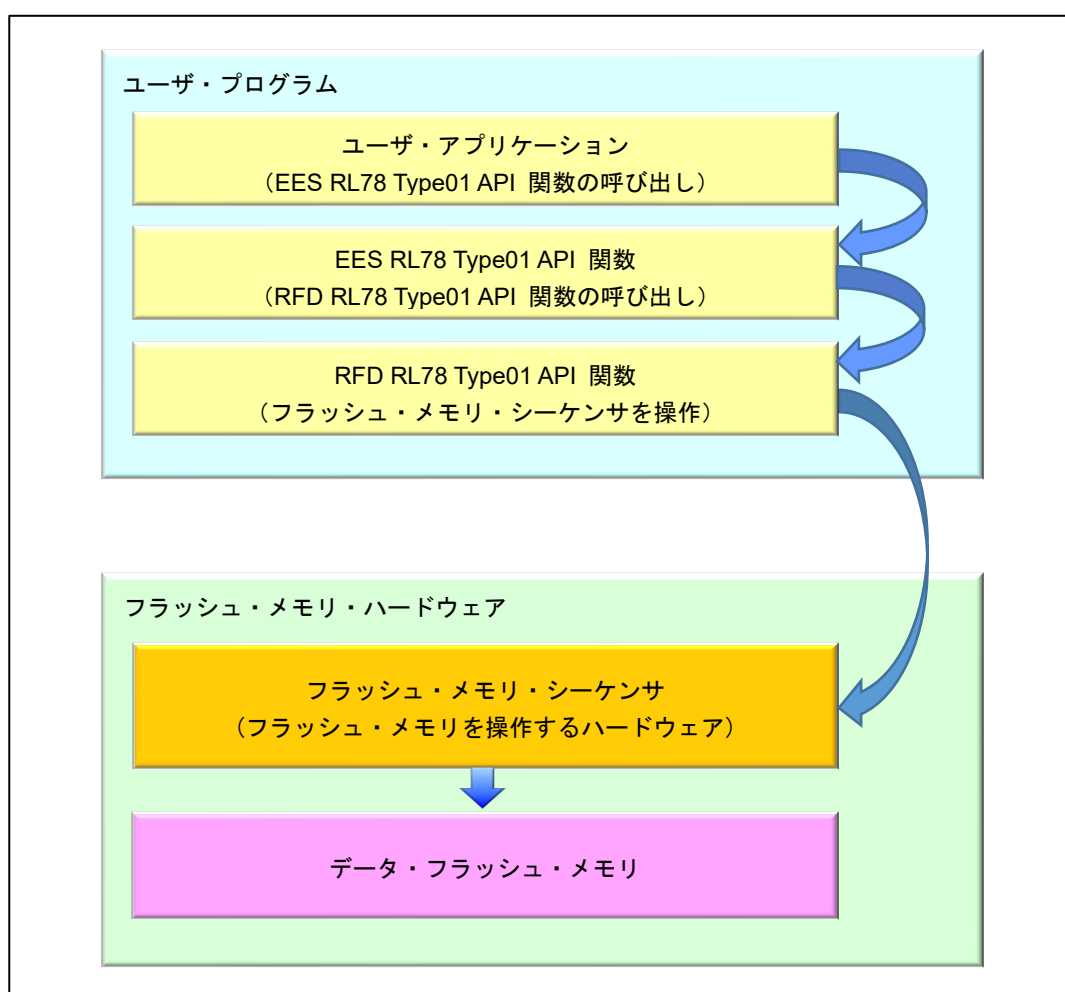 ユーザ・プログラム
ユーザ・アプリケーション
（EES RL78 Type01 API 関数の呼び出し）
EES RL78 Type01 API 関数
（RFD RL78 Type01 API 関数の呼び出し）
RFD RL78 Type01 API 関数
（フラッシュ・メモリ・シーケンサを操作）
フラッシュ・メモリ・ハードウェア
フラッシュ・メモリ・シーケンサ
（フラッシュ・メモリを操作するハードウェア）
データ・フラッシュ・メモリ